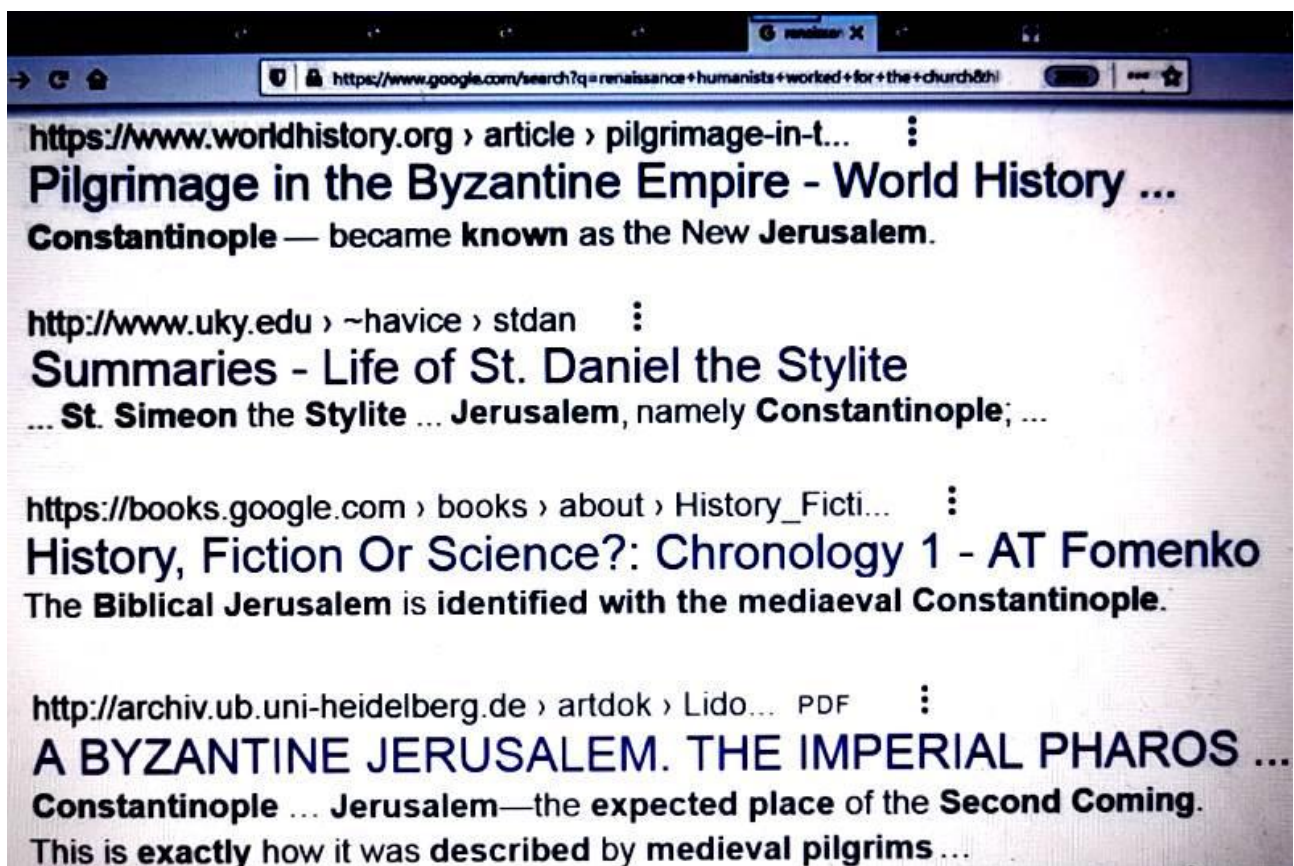 https://www.google.com/search?q=renaissance+humanists+worked+for+the+church&hl
https://www.worldhistory.org › article › pilgrimage-in-t...
Pilgrimage in the Byzantine Empire - World History ...
Constantinople — became known as the New Jerusalem.
http://www.uky.edu › ~havice › stdan
Summaries - Life of St. Daniel the Stylite
... St. Simeon the Stylite ... Jerusalem, namely Constantinople; ...
https://books.google.com › books › about › History_Ficti...
History, Fiction Or Science?: Chronology 1 - AT Fomenko
The Biblical Jerusalem is identified with the mediaeval Constantinople.
http://archiv.ub.uni-heidelberg.de › artdok › Lido... PDF
A BYZANTINE JERUSALEM. THE IMPERIAL PHAROS ...
Constantinople ... Jerusalem—the expected place of the Second Coming.
This is exactly how it was described by medieval pilgrims ...